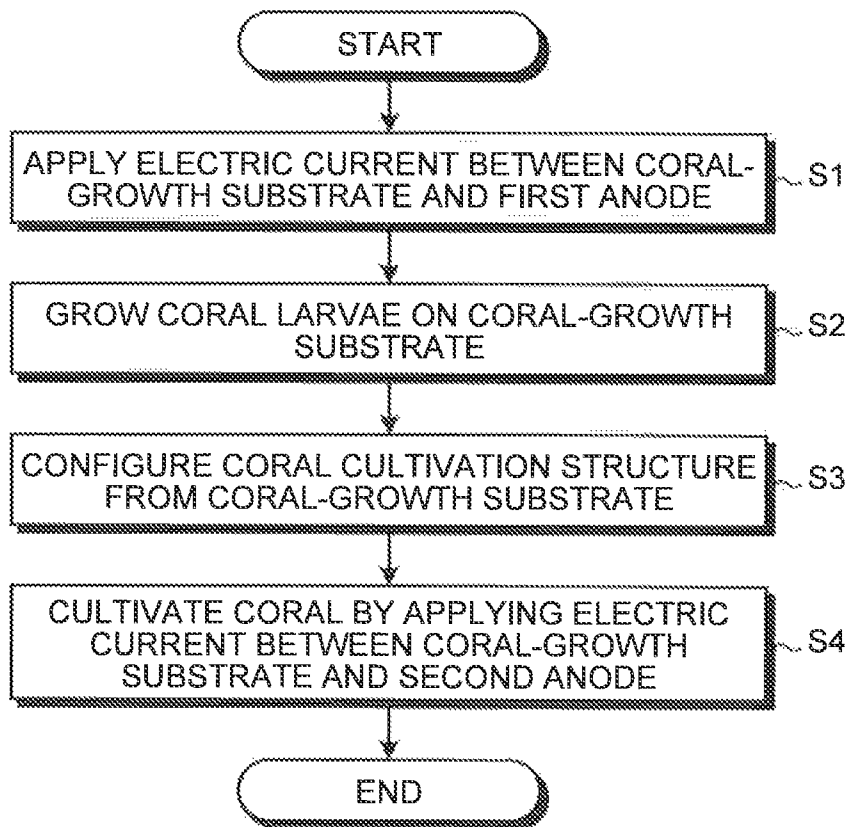 START
APPLY ELECTRIC CURRENT BETWEEN CORAL-
GROWTH SUBSTRATE AND FIRST ANODE
S1
GROW CORAL LARVAE ON CORAL-GROWTH
SUBSTRATE
S2
CONFIGURE CORAL CULTIVATION STRUCTURE
FROM CORAL-GROWTH SUBSTRATE
S3
CULTIVATE CORAL BY APPLYING ELECTRIC
CURRENT BETWEEN CORAL-GROWTH
SUBSTRATE AND SECOND ANODE
S4
END